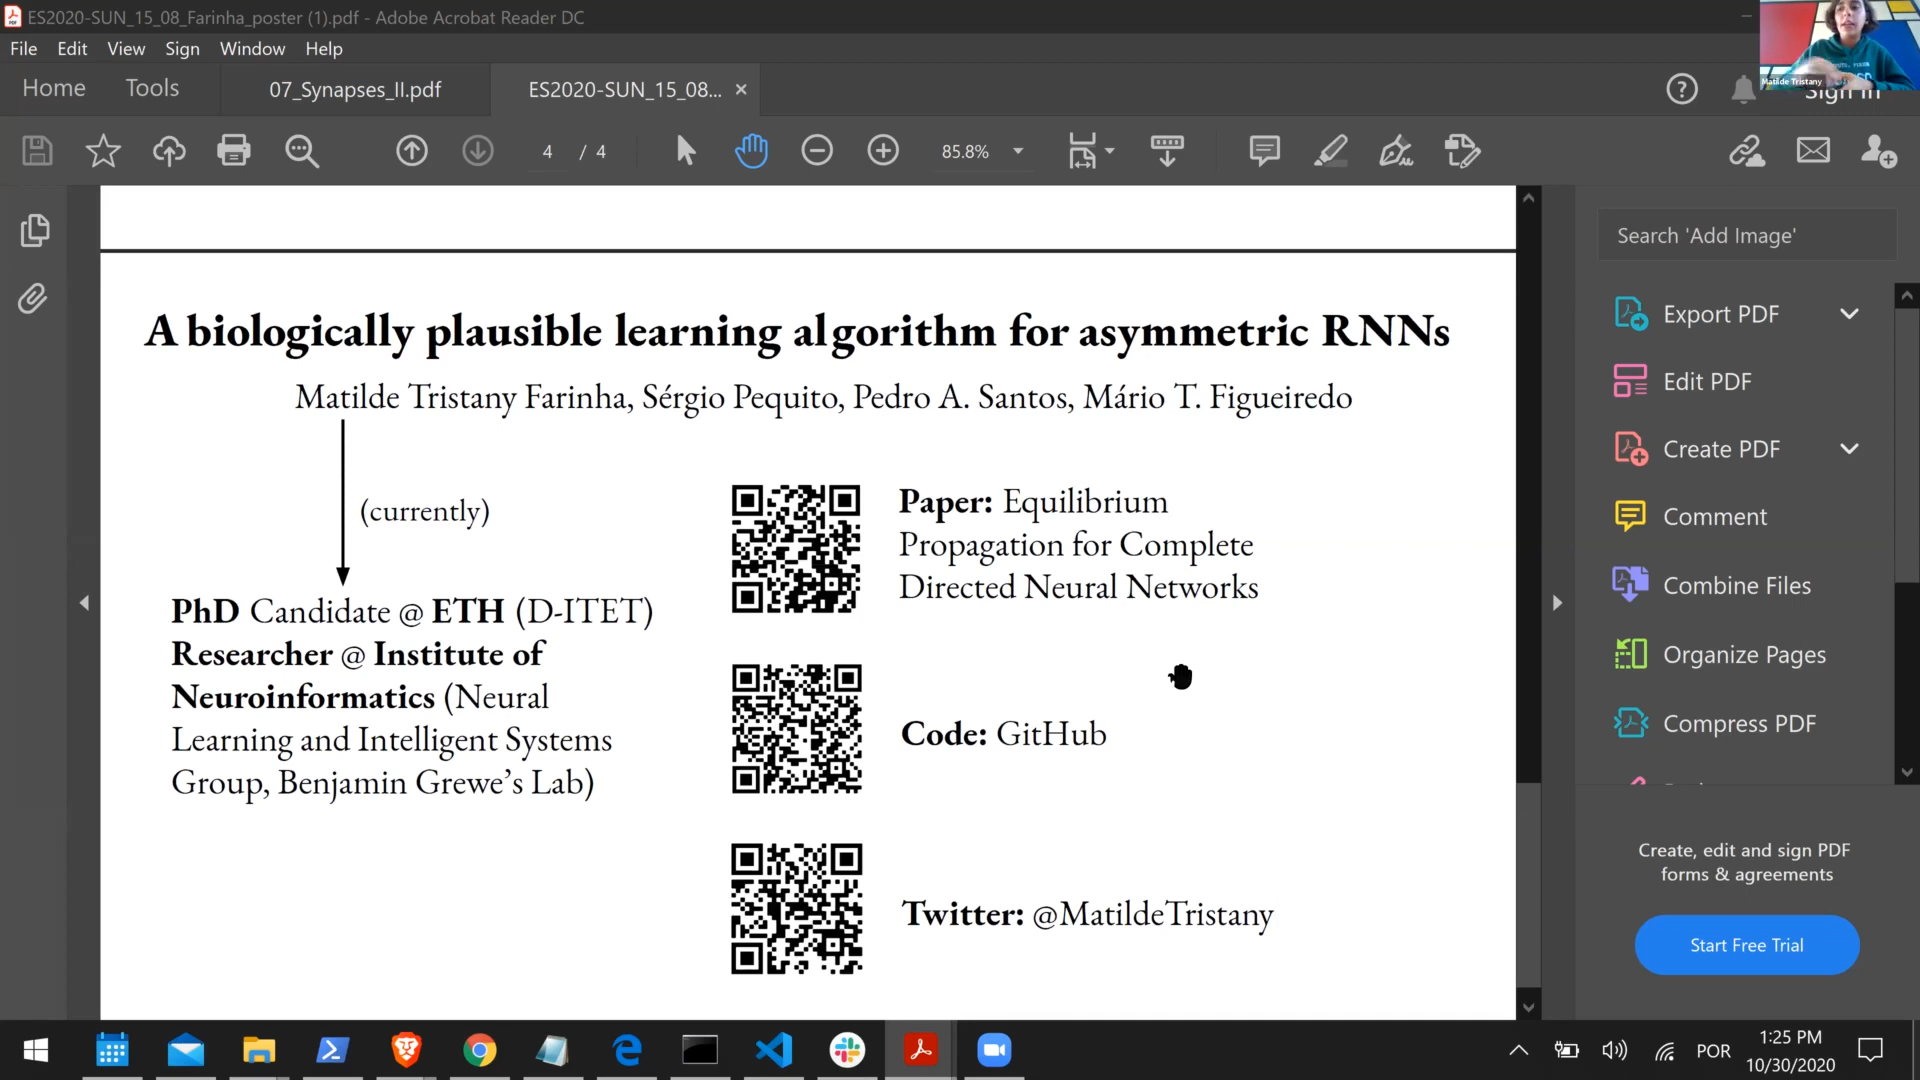 ES2020-SUN_15_08_Farinha_poster (1).pdf - Adobe Acrobat Reader DC
File Edit View Sign Window Help
Home Tools 07_Synapses_II.pdf ES2020-SUN_15_08...
Sign In
Matilde Tristany
4 / 4 85.8%
Search 'Add Image'
A biologically plausible learning algorithm for asymmetric RNNs
Matilde Tristany Farinha, Sérgio Pequito, Pedro A. Santos, Mário T. Figueiredo
(currently)
PhD Candidate @ ETH (D-ITET)
Researcher @ Institute of
Neuroinformatics (Neural
Learning and Intelligent Systems
Group, Benjamin Grewe's Lab)
Paper: Equilibrium
Propagation for Complete
Directed Neural Networks
Code: GitHub
Twitter: @MatildeTristany
Export PDF
Edit PDF
Create PDF
Comment
Combine Files
Organize Pages
Compress PDF
Create, edit and sign PDF
forms & agreements
Start Free Trial
POR
1:25 PM
10/30/2020